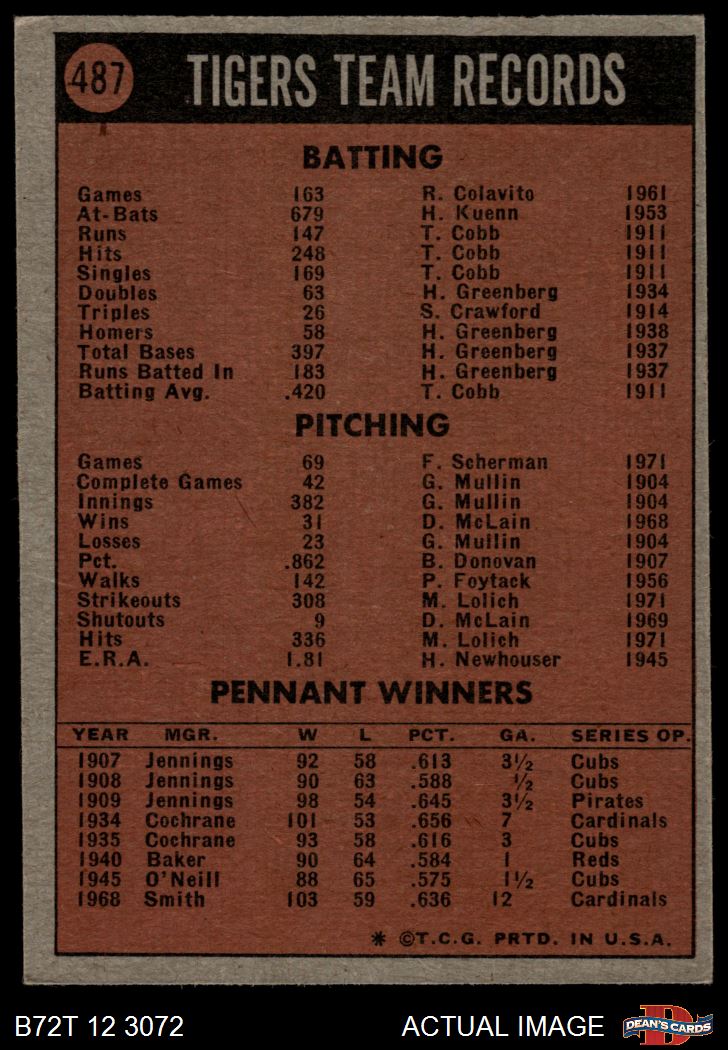 487 TIGERS TEAM RECORDS
BATTING
Games 163 R. Colavito 1961
At-Bats 679 H. Kuenn 1953
Runs 147 T. Cobb 1911
Hits 248 T. Cobb 1911
Singles 169 T. Cobb 1911
Doubles 63 H. Greenberg 1934
Triples 26 S. Crawford 1914
Homers 58 H. Greenberg 1938
Total Bases 397 H. Greenberg 1937
Runs Batted In 183 H. Greenberg 1937
Batting Avg. .420 T. Cobb 1911
PITCHING
Games 69 F. Scherman 1971
Complete Games 42 G. Mullin 1904
Innings 382 G. Mullin 1904
Wins 31 D. McLain 1968
Losses 23 G. Mullin 1904
Pct. .862 B. Donovan 1907
Walks 142 P. Foytack 1956
Strikeouts 308 M. Lolich 1971
Shutouts 9 D. McLain 1969
Hits 336 M. Lolich 1971
E.R.A. 1.81 H. Newhouser 1945
PENNANT WINNERS
YEAR MGR. W L PCT. GA. SERIES OP.
1907 Jennings 92 58 .613 3½ Cubs
1908 Jennings 90 63 .588 ½ Cubs
1909 Jennings 98 54 .645 3½ Pirates
1934 Cochrane 101 53 .656 7 Cardinals
1935 Cochrane 93 58 .616 3 Cubs
1940 Baker 90 64 .584 1 Reds
1945 O'Neill 88 65 .575 1½ Cubs
1968 Smith 103 59 .636 12 Cardinals
* ©T.C.G. PRTD. IN U.S.A.
B72T 12 3072 ACTUAL IMAGE D DEAN'S CARDS